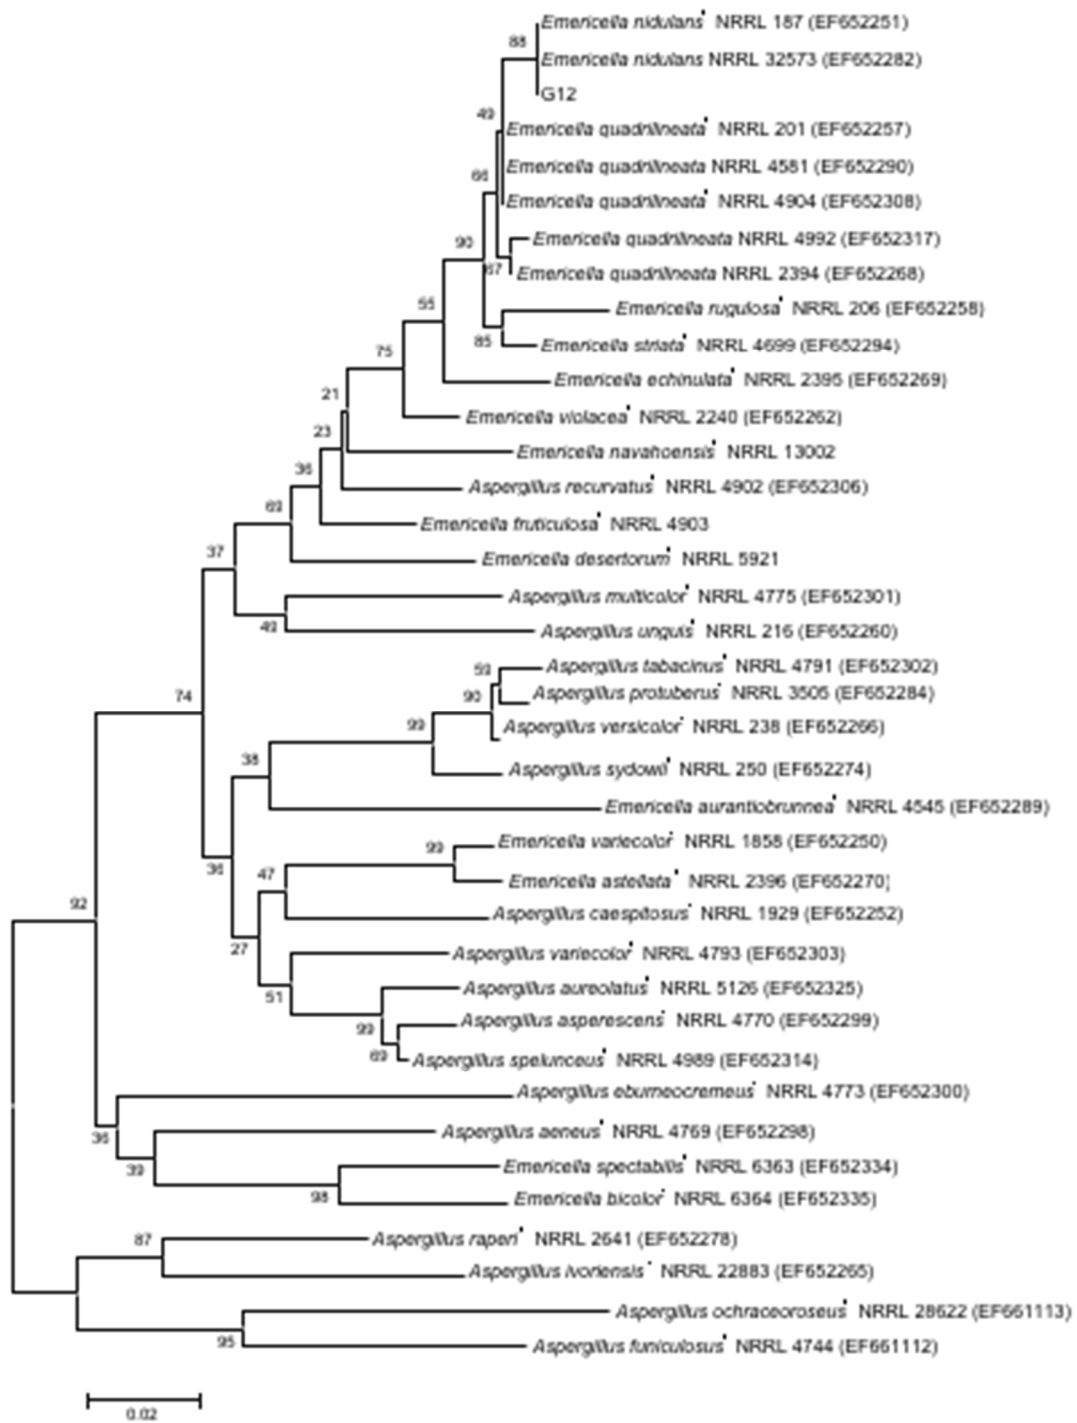 Emericella nidulans' NRRL 187 (EF652251)
88
Emericella nidulans NRRL 32573 (EF652282)
G12
49
Emericella quadrilineata' NRRL 201 (EF652257)
Emericella quadrilineata NRRL 4581 (EF652290)
66
Emericella quadrilineata' NRRL 4904 (EF652308)
90
Emericella quadrilineata NRRL 4992 (EF652317)
67
Emericella quadrilineata NRRL 2394 (EF652268)
55
Emericella rugulosa' NRRL 206 (EF652258)
85
Emericella striata' NRRL 4699 (EF652294)
75
Emericella echinulata' NRRL 2395 (EF652269)
21
Emericella violacea' NRRL 2240 (EF652262)
23
Emericella navahoensis' NRRL 13002
36
Aspergillus recurvatus' NRRL 4902 (EF652306)
69
Emericella fruticulosa' NRRL 4903
37
Emericella desertorum' NRRL 5921
Aspergillus multicolor' NRRL 4775 (EF652301)
49
Aspergillus unguis' NRRL 216 (EF652260)
59
Aspergillus tabacinus' NRRL 4791 (EF652302)
74
90
Aspergillus protuberus' NRRL 3505 (EF652284)
99
Aspergillus versicolor' NRRL 238 (EF652266)
38
Aspergillus sydowii' NRRL 250 (EF652274)
Emericella aurantiobrunnea' NRRL 4545 (EF652289)
99
Emericella variecolor' NRRL 1858 (EF652250)
36
47
Emericella astellata' NRRL 2396 (EF652270)
92
Aspergillus caespitosus' NRRL 1929 (EF652252)
27
Aspergillus variecolor' NRRL 4793 (EF652303)
51
Aspergillus aureolatus' NRRL 5126 (EF652325)
99
Aspergillus asperescens' NRRL 4770 (EF652299)
69
Aspergillus spelunceus' NRRL 4989 (EF652314)
Aspergillus eburneocremeus' NRRL 4773 (EF652300)
36
Aspergillus aeneus' NRRL 4769 (EF652298)
39
Emericella spectabilis' NRRL 6363 (EF652334)
98
Emericella bicolor' NRRL 6364 (EF652335)
87
Aspergillus raperi' NRRL 2641 (EF652278)
Aspergillus ivoriensis' NRRL 22883 (EF652265)
Aspergillus ochraceoroseus' NRRL 28622 (EF661113)
95
Aspergillus funiculosus' NRRL 4744 (EF661112)
0.02